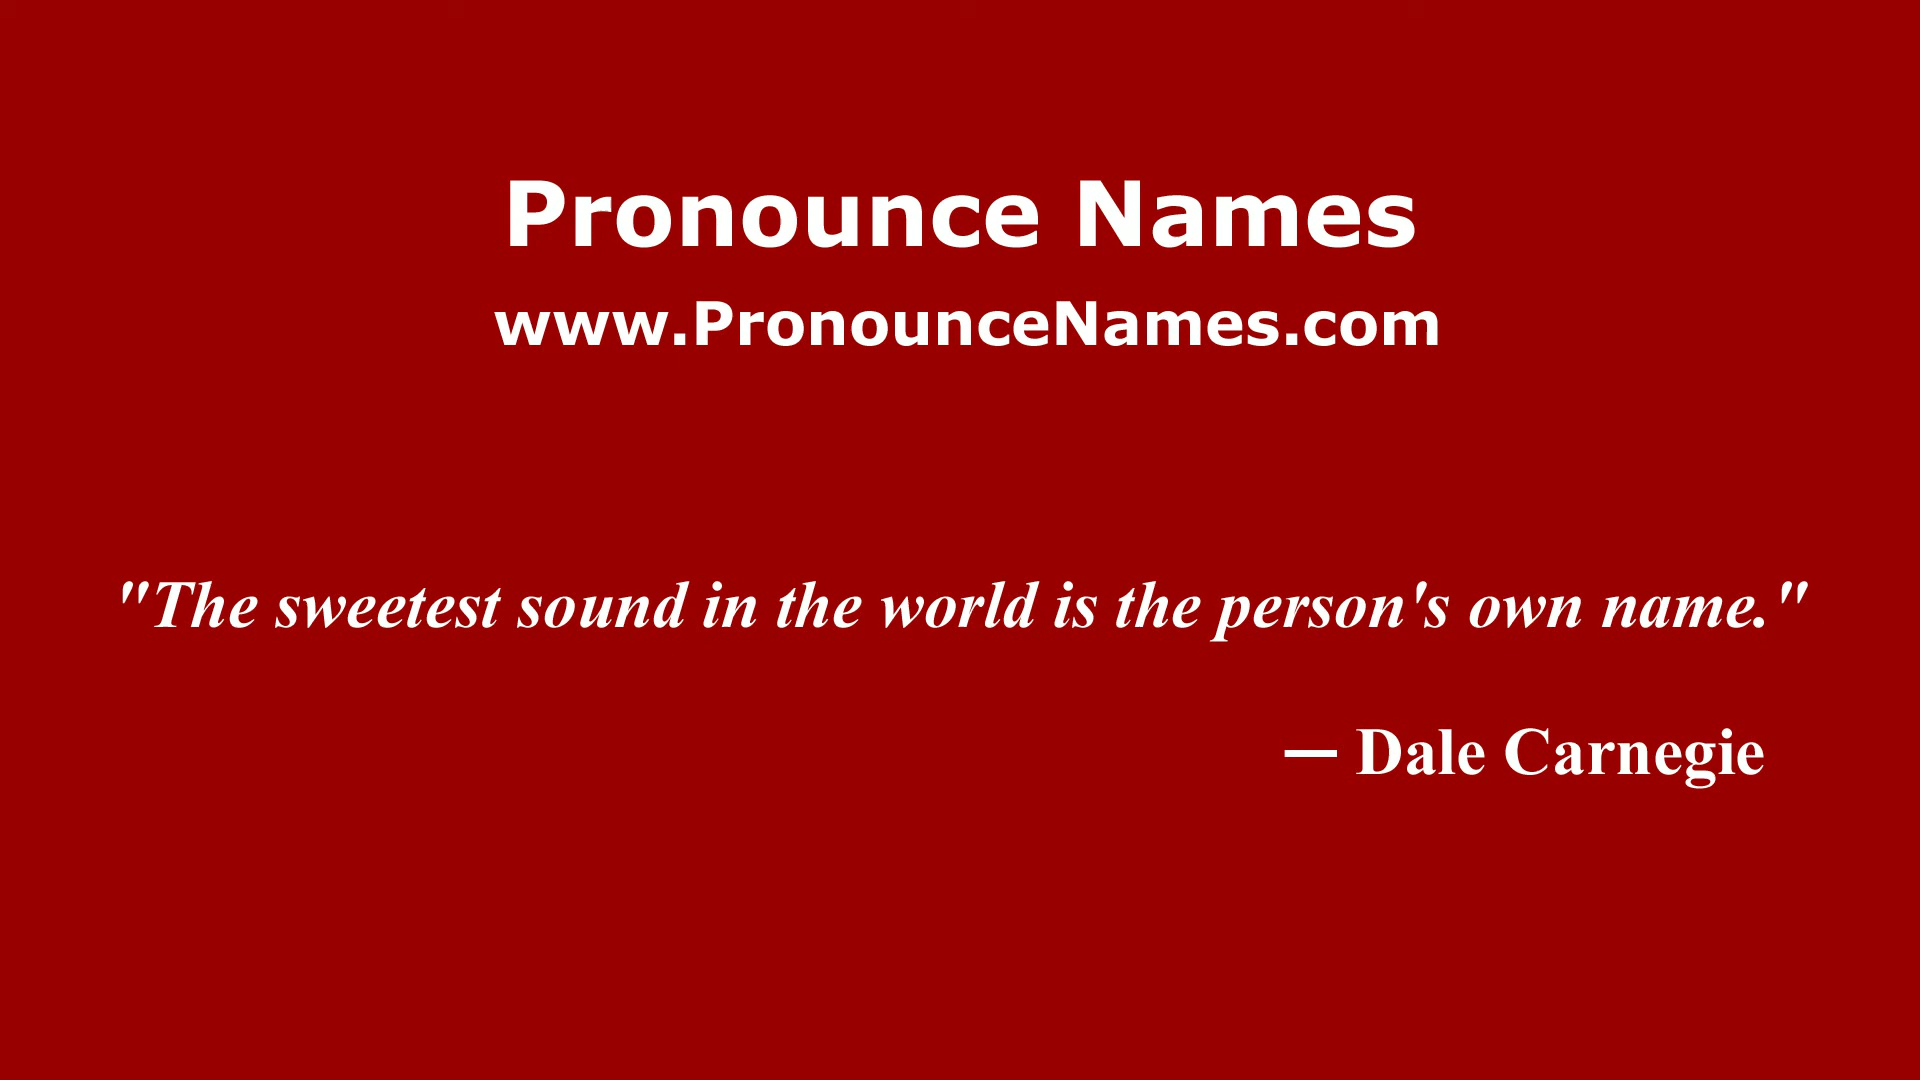 Pronounce Names
www.PronounceNames.com
"The sweetest sound in the world is the person's own name."
— Dale Carnegie